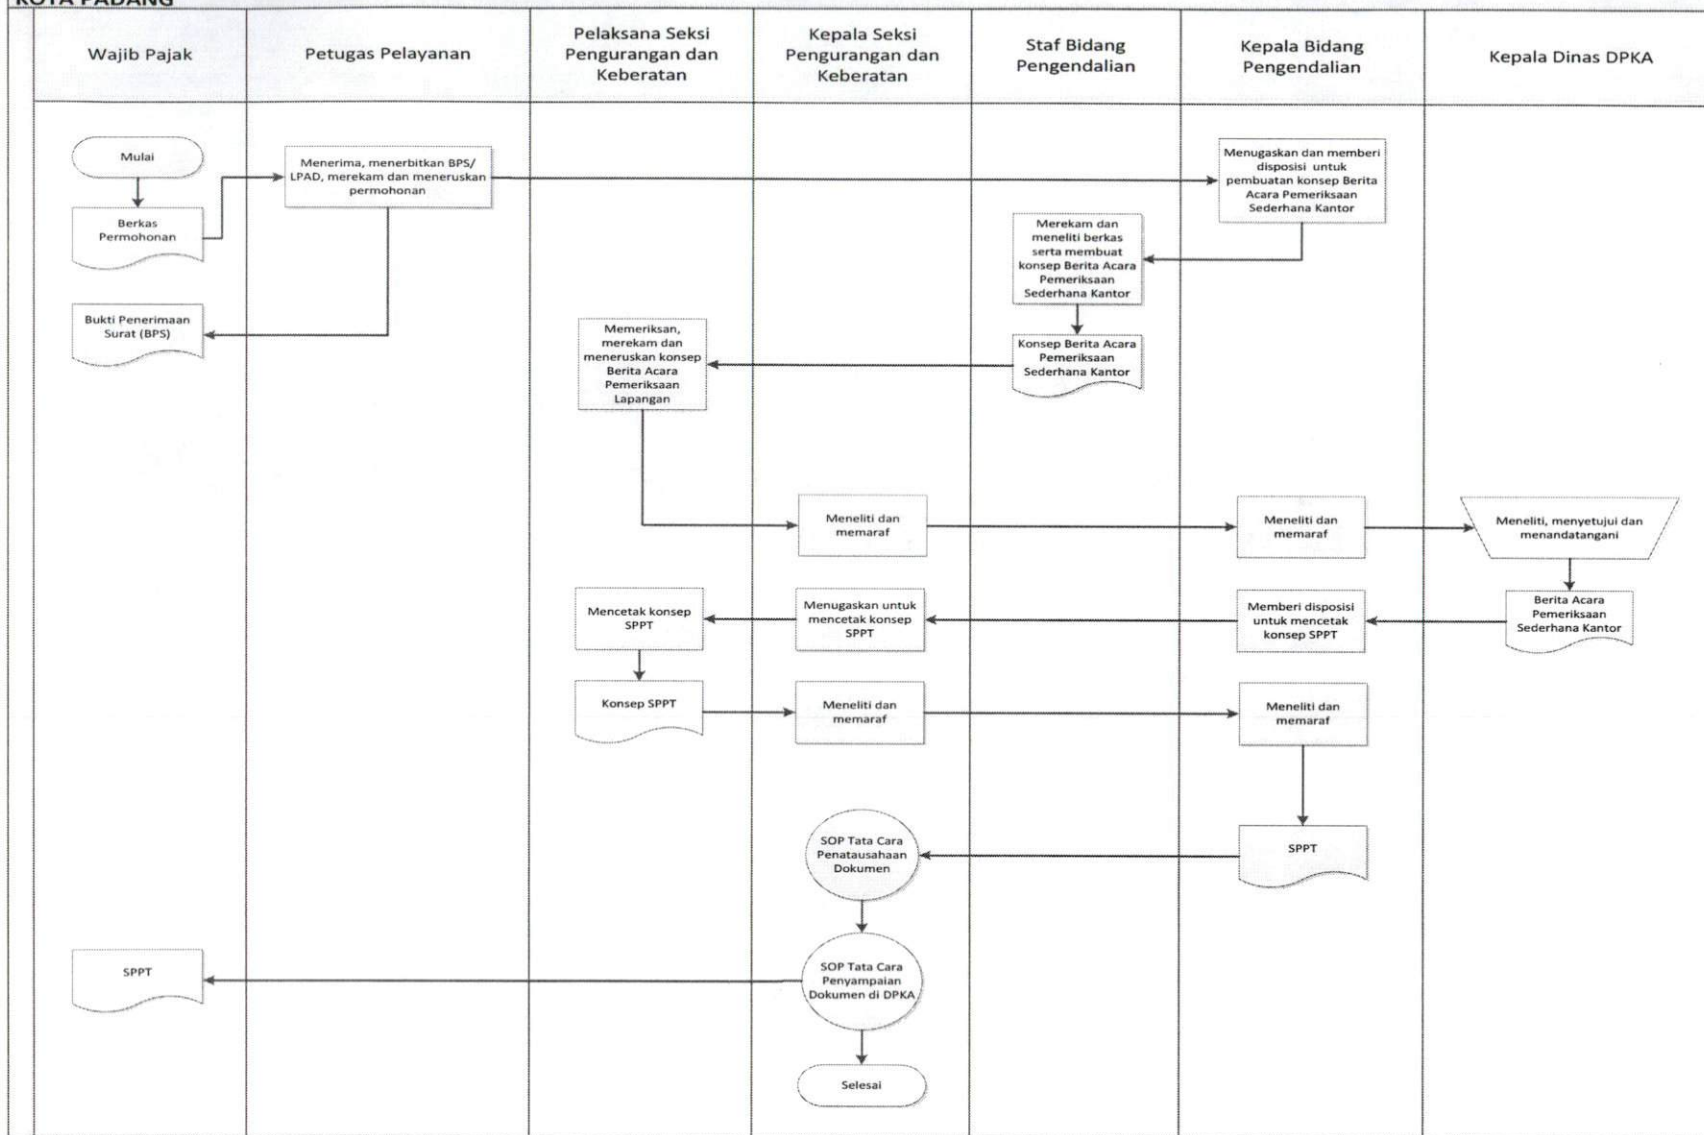 KOTA PADANG
Wajib Pajak
Petugas Pelayanan
Pelaksana Seksi
Pengurangan dan
Keberatan
Kepala Seksi
Pengurangan dan
Keberatan
Staf Bidang
Pengendalian
Kepala Bidang
Pengendalian
Kepala Dinas DPKA
Mulai
Berkas
Permohonan
Menerima, menerbitkan BPS/
LPAD, merekam dan meneruskan
permohonan
Menugaskan dan memberi
disposisi untuk
pembuatan konsep Berita
Acara Pemeriksaan
Sederhana Kantor
Merekam dan
meneliti berkas
serta membuat
konsep Berita Acara
Pemeriksaan
Sederhana Kantor
Bukti Penerimaan
Surat (BPS)
Memeriksan,
merekam dan
meneruskan konsep
Berita Acara
Pemeriksaan
Lapangan
Konsep Berita Acara
Pemeriksaan
Sederhana Kantor
Meneliti dan
memaraf
Meneliti dan
memaraf
Meneliti, menyetujui dan
menandatangani
Mencetak konsep
SPPT
Menugaskan untuk
mencetak konsep
SPPT
Memberi disposisi
untuk mencetak
konsep SPPT
Berita Acara
Pemeriksaan
Sederhana Kantor
Konsep SPPT
Meneliti dan
memaraf
Meneliti dan
memaraf
SOP Tata Cara
Penatausahaan
Dokumen
SPPT
SPPT
SOP Tata Cara
Penyampaian
Dokumen di DPKA
Selesai